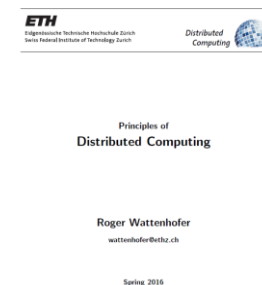 ETH
Eidgenössische Technische Hochschule Zürich
Swiss Federal Institute of Technology Zurich
Distributed
Computing
Principles of
Distributed Computing
Roger Wattenhofer
wattenhofer@ethz.ch
Spring 2016